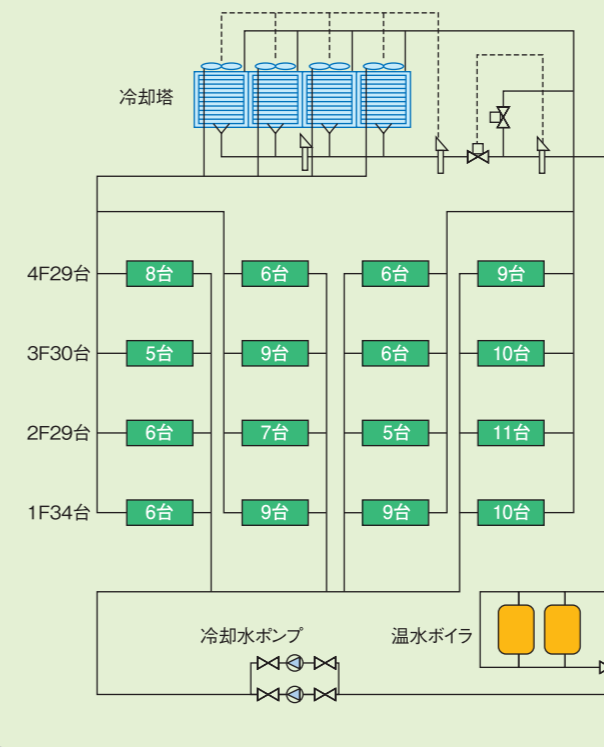 冷却塔
4F29台 8台 6台 6台 9台
3F30台 5台 9台 6台 10台
2F29台 6台 7台 5台 11台
1F34台 6台 9台 9台 10台
冷却水ポンプ 温水ボイラ